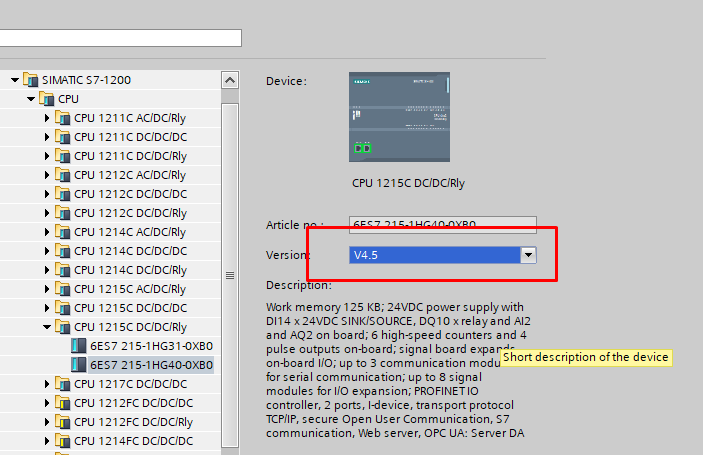 SIMATIC S7-1200
CPU
CPU 1211C AC/DC/Rly
CPU 1211C DC/DC/DC
CPU 1211C DC/DC/Rly
CPU 1212C AC/DC/Rly
CPU 1212C DC/DC/DC
CPU 1212C DC/DC/Rly
CPU 1214C AC/DC/Rly
CPU 1214C DC/DC/DC
CPU 1214C DC/DC/Rly
CPU 1215C AC/DC/Rly
CPU 1215C DC/DC/DC
CPU 1215C DC/DC/Rly
6ES7 215-1HG31-0XB0
6ES7 215-1HG40-0XB0
CPU 1217C DC/DC/DC
CPU 1212FC DC/DC/DC
CPU 1212FC DC/DC/Rly
CPU 1214FC DC/DC/DC
Device:
CPU 1215C DC/DC/Rly
Article no.: 6ES7 215-1HG40-0XB0
Version: V4.5
Description:
Work memory 125 KB; 24VDC power supply with
DI14 x 24VDC SINK/SOURCE, DQ10 x relay and AI2
and AQ2 on board; 6 high-speed counters and 4
pulse outputs on-board; signal board expands
on-board I/O; up to 3 communication modu
for serial communication; up to 8 signal
modules for I/O expansion; PROFINET IO
controller, 2 ports, I-device, transport protocol
TCP/IP, secure Open User Communication, S7
communication, Web server, OPC UA: Server DA
Short description of the device